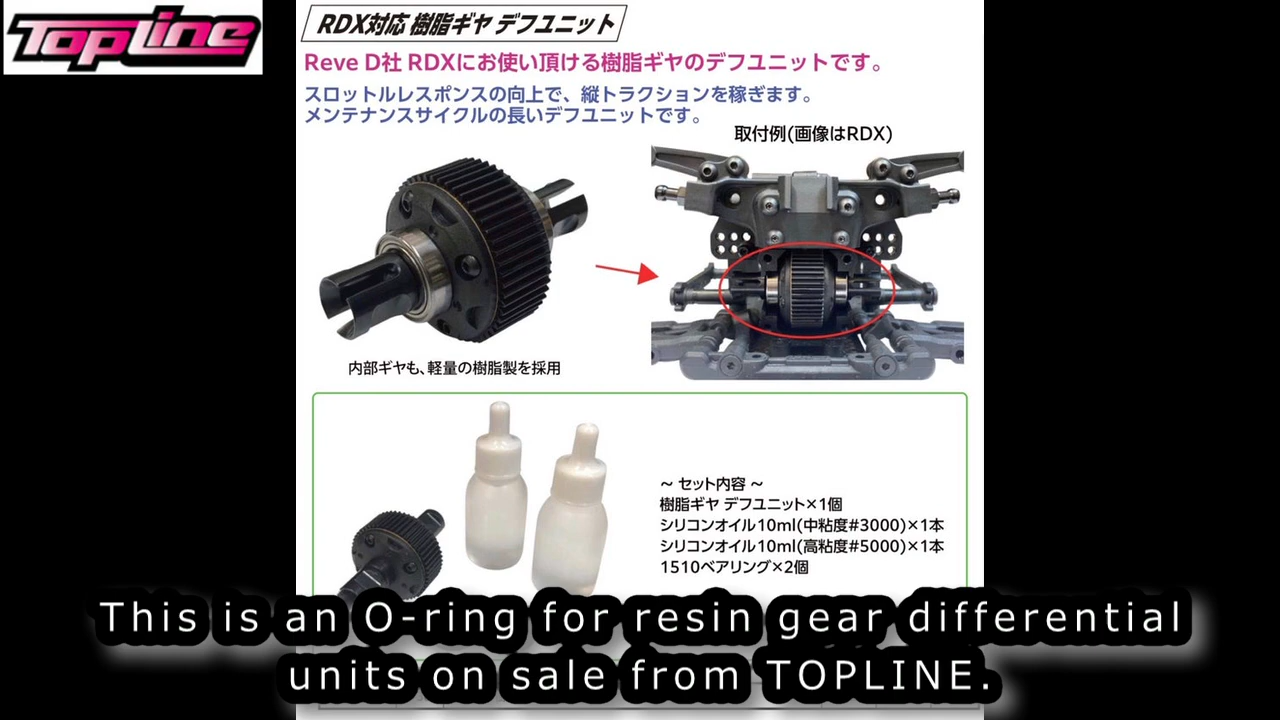 TopLine
RDX対応 樹脂ギヤ デフユニット
Reve D社 RDXにお使い頂ける樹脂ギヤのデフユニットです。
スロットルレスポンスの向上で、縦トラクションを稼ぎます。
メンテナンスサイクルの長いデフユニットです。
取付例(画像はRDX)
内部ギヤも、軽量の樹脂製を採用
～ セット内容 ～
樹脂ギヤ デフユニット×1個
シリコンオイル10ml(中粘度#3000)×1本
シリコンオイル10ml(高粘度#5000)×1本
1510ベアリング×2個
This is an O-ring for resin gear differential
units on sale from TOPLINE.